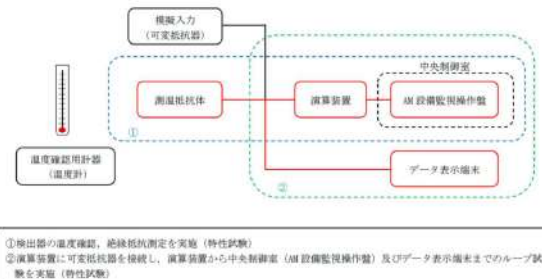 模擬入力
(可変抵抗器)
中央制御室
測温抵抗体
演算装置
AM 設備監視操作盤
①
温度確認用計器
(温度計)
データ表示端末
②
①検出器の温度確認，絶縁抵抗測定を実施（特性試験）
②演算装置に可変抵抗器を接続し，演算装置から中央制御室（AM 設備監視操作盤）及びデータ表示端末までのループ試
験を実施（特性試験）